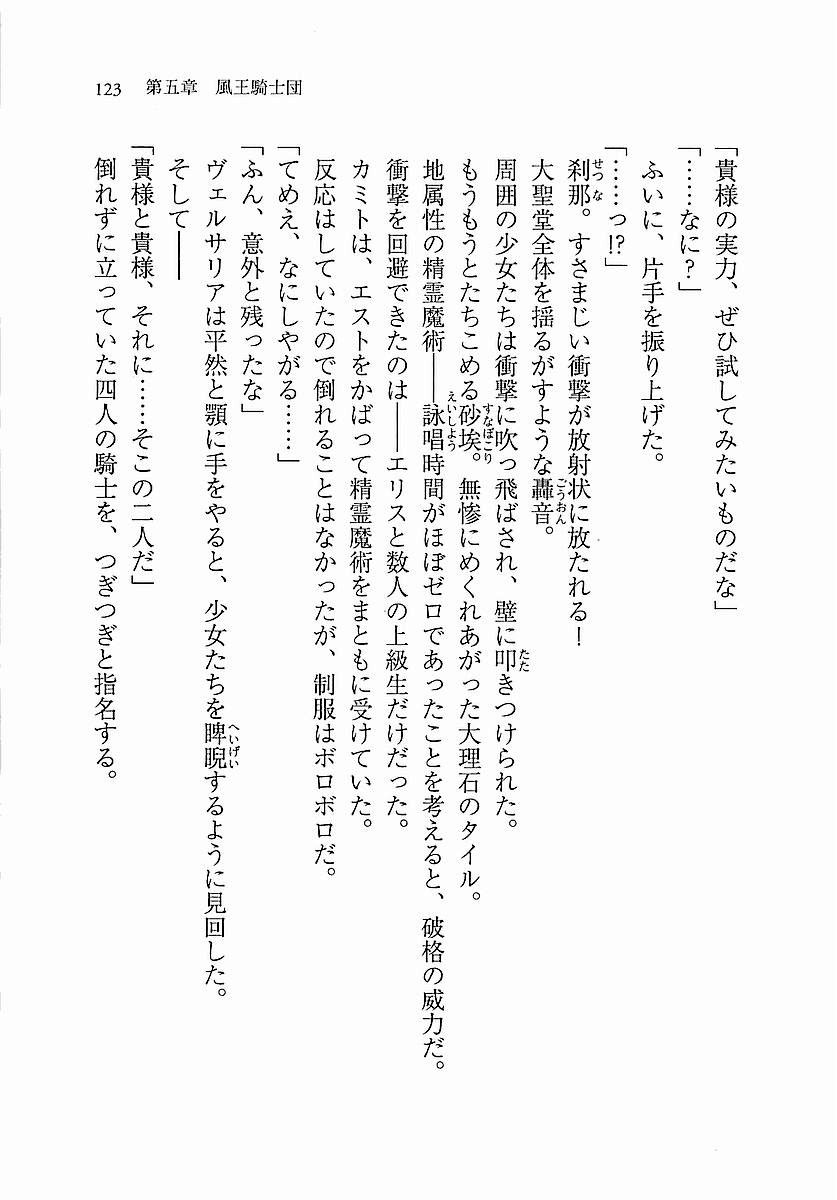 123　第五章　風王騎士団
「貴様の実力、ぜひ試してみたいものだな」
「……なに？」
ふいに、片手を振り上げた。
「……っ!?」
刹那。すさまじい衝撃が放射状に放たれる！
大聖堂全体を揺るがすような轟音。
周囲の少女たちは衝撃に吹っ飛ばされ、壁に叩きつけられた。
もうもうとたちこめる砂埃。無惨にめくれあがった大理石のタイル。
地属性の精霊魔術――詠唱時間がほぼゼロであったことを考えると、破格の威力だ。
衝撃を回避できたのは――エリスと数人の上級生だけだった。
カミトは、エストをかばって精霊魔術をまともに受けていた。
反応はしていたので倒れることはなかったが、制服はボロボロだ。
「てめえ、なにしやがる……」
「ふん、意外と残ったな」
ヴェルサリアは平然と顎に手をやると、少女たちを睥睨するように見回した。
そして――
「貴様と貴様、それに……そこの二人だ」
倒れずに立っていた四人の騎士を、つぎつぎと指名する。